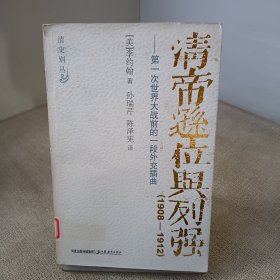 清帝遜位與列强
(1908—1912)
——第一次世界大战前的一段外交插曲
[美]李约翰 著
孙瑞芹 陈泽宪 译
清史别丛